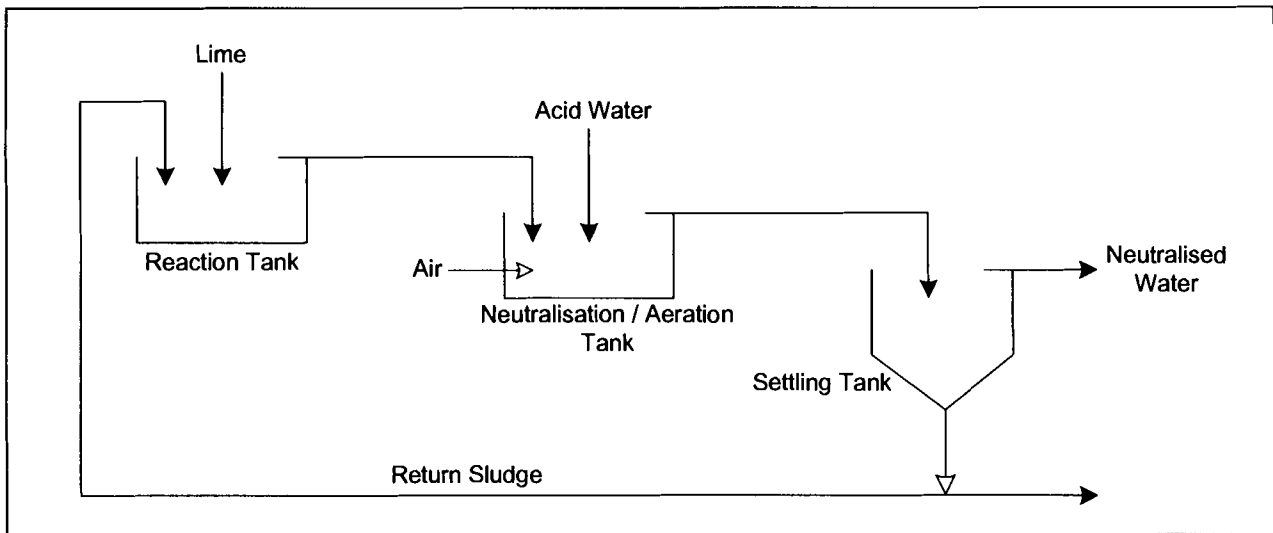 Lime
Acid Water
Reaction Tank
Air
Neutralisation / Aeration
Tank
Neutralised
Water
Settling Tank
Return Sludge